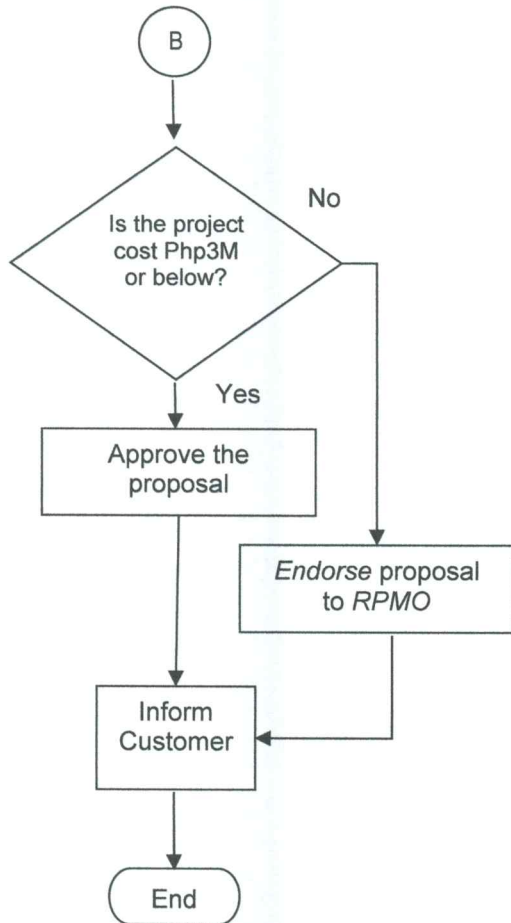 B
No
Is the project
cost Php3M
or below?
Yes
Approve the
proposal
Endorse proposal
to RPMO
Inform
Customer
End